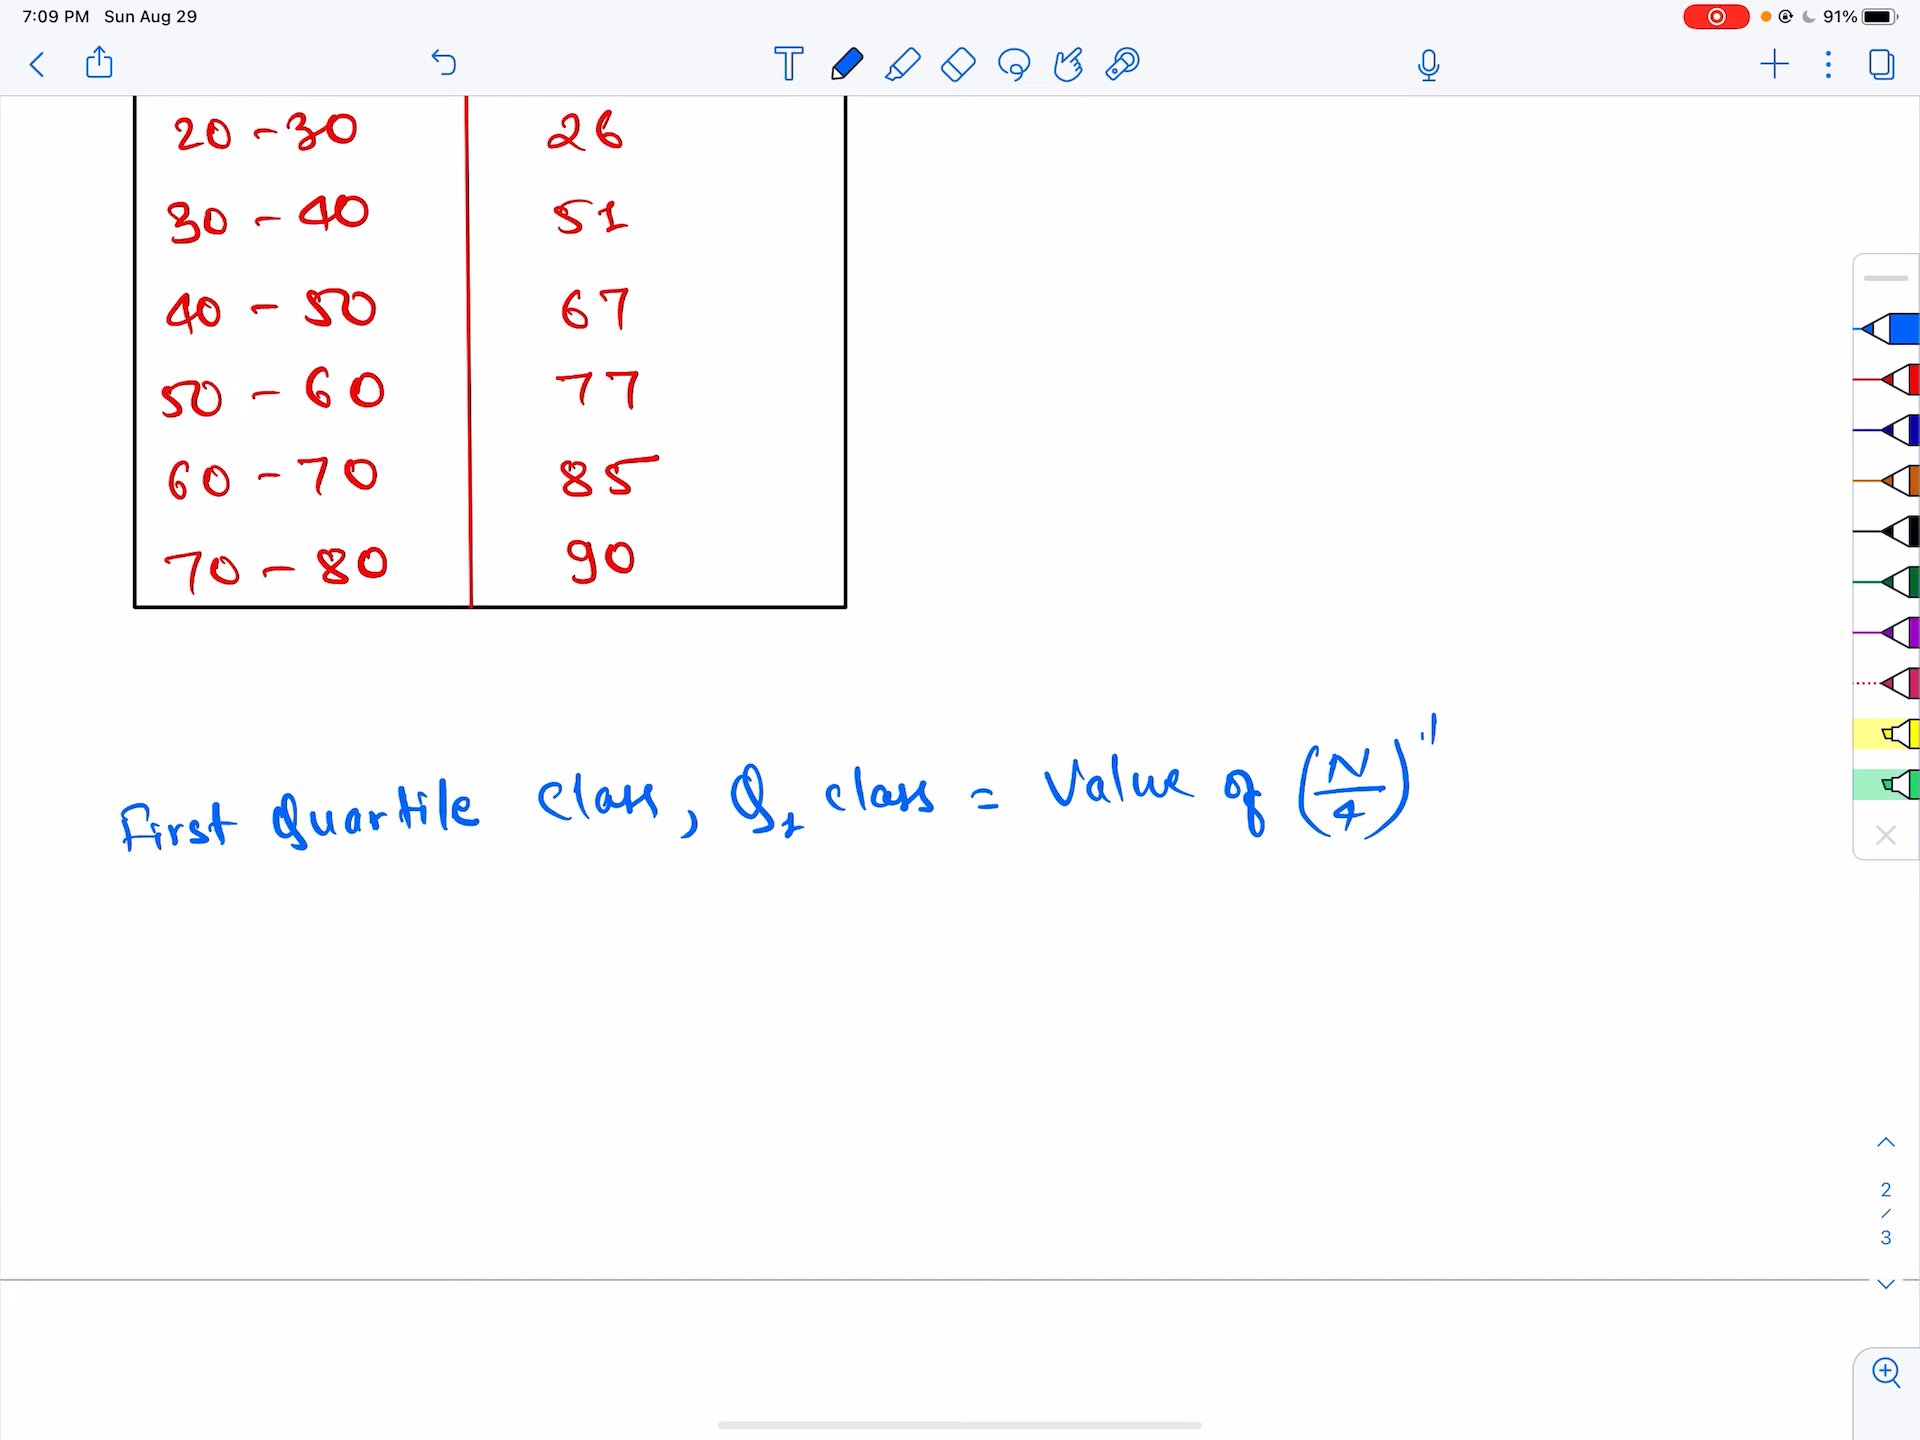 7:09 PM Sun Aug 29
91%
20 - 30 26
30 - 40 51
40 - 50 67
50 - 60 77
60 - 70 85
70 - 80 90
First Quartile Class, Q1 class = Value of (N/4)
2
/
3